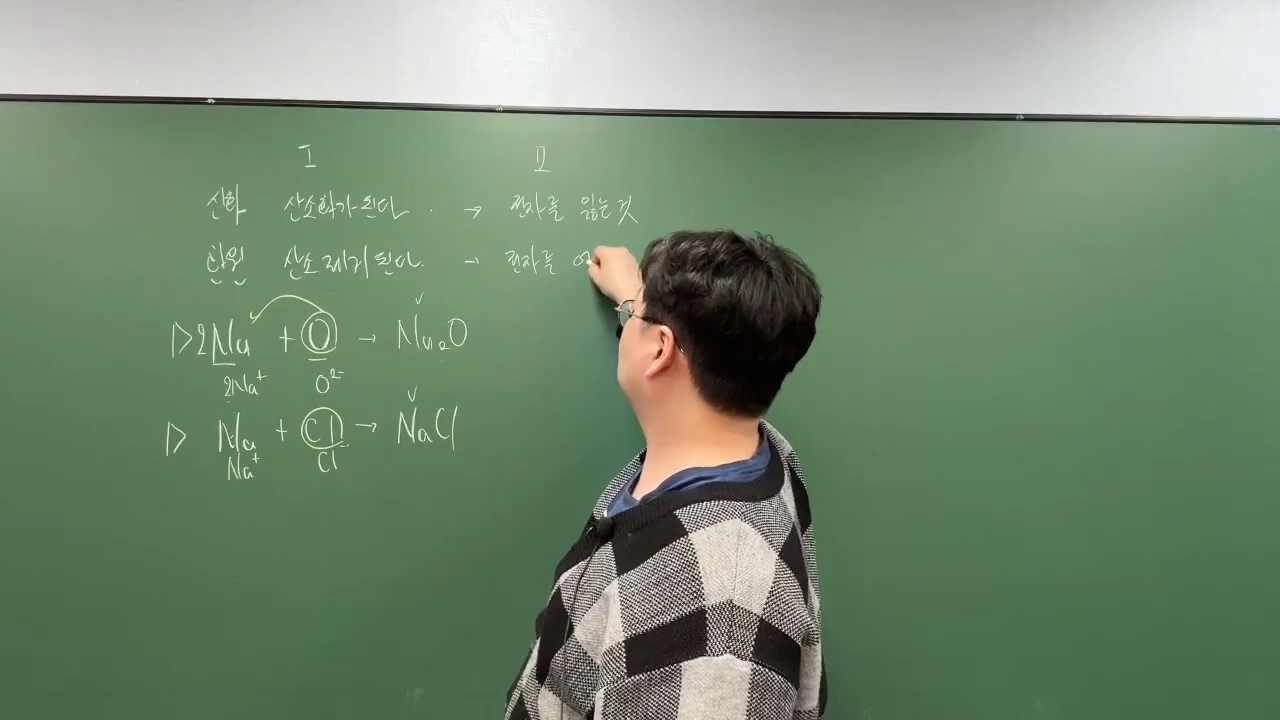 I II
산화 산소화가 된다. → 전자를 잃는 것
환원 산소 제거 된다. → 전자를
▷ 2Na + O → Na₂O
2Na⁺ O²⁻
▷ Na + Cl → NaCl
Na⁺ Cl⁻